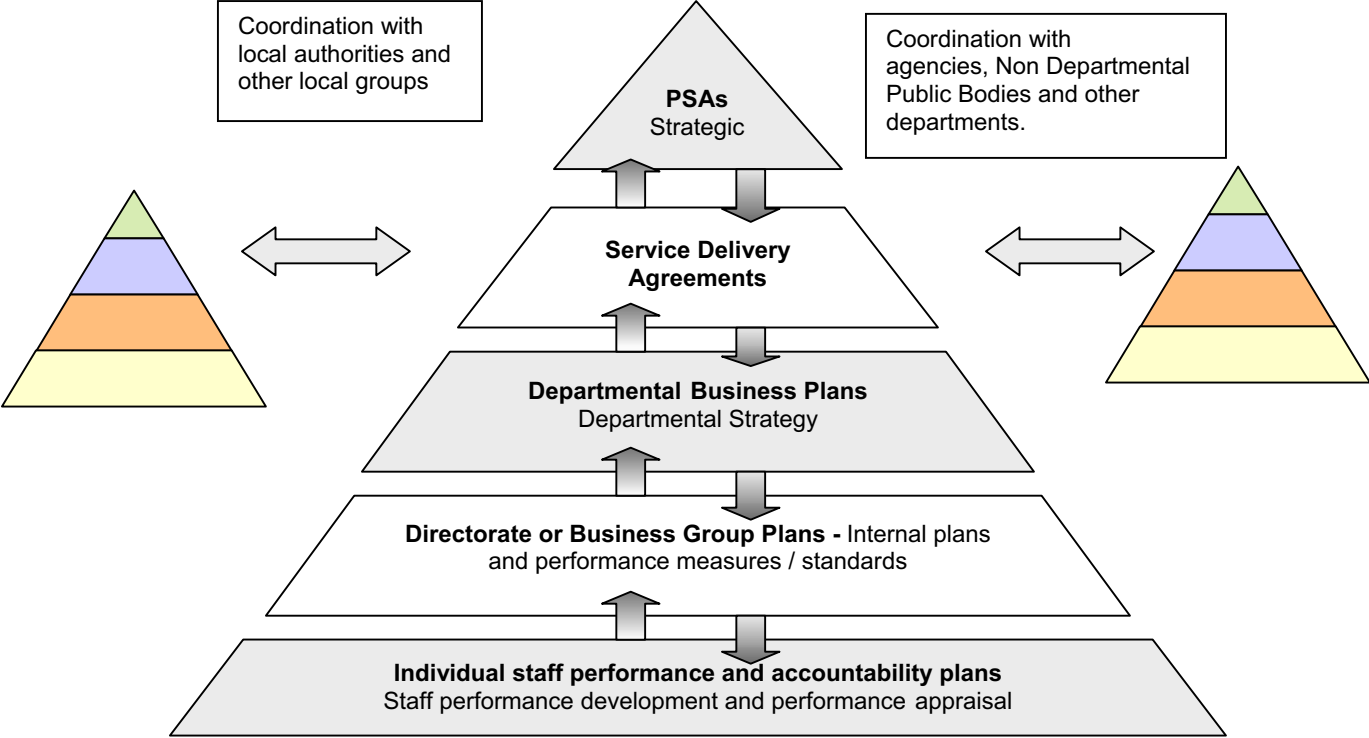 Coordination with
local authorities and
other local groups
Coordination with
agencies, Non Departmental
Public Bodies and other
departments.
PSAs
Strategic
Service Delivery
Agreements
Departmental Business Plans
Departmental Strategy
Directorate or Business Group Plans - Internal plans
and performance measures / standards
Individual staff performance and accountability plans
Staff performance development and performance appraisal